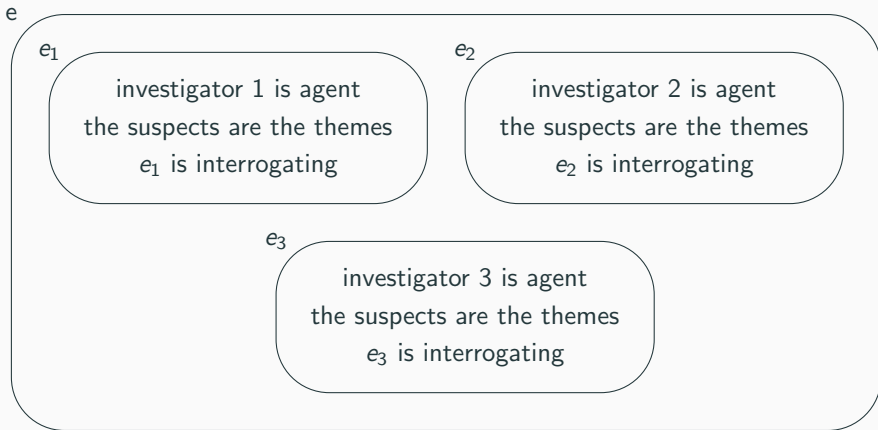 e
e₁
investigator 1 is agent
the suspects are the themes
e₁ is interrogating
e₂
investigator 2 is agent
the suspects are the themes
e₂ is interrogating
e₃
investigator 3 is agent
the suspects are the themes
e₃ is interrogating